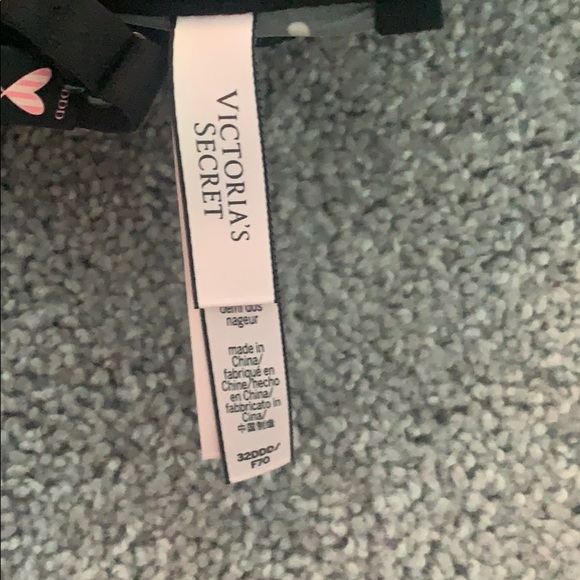 VICTORIA'S
SECRET
demi dos
nageur
made in
China/
fabriqué en
Chine/hecho
en China/
fabbricato in
Cina/
中国制造
32DDD/
F70
DDD